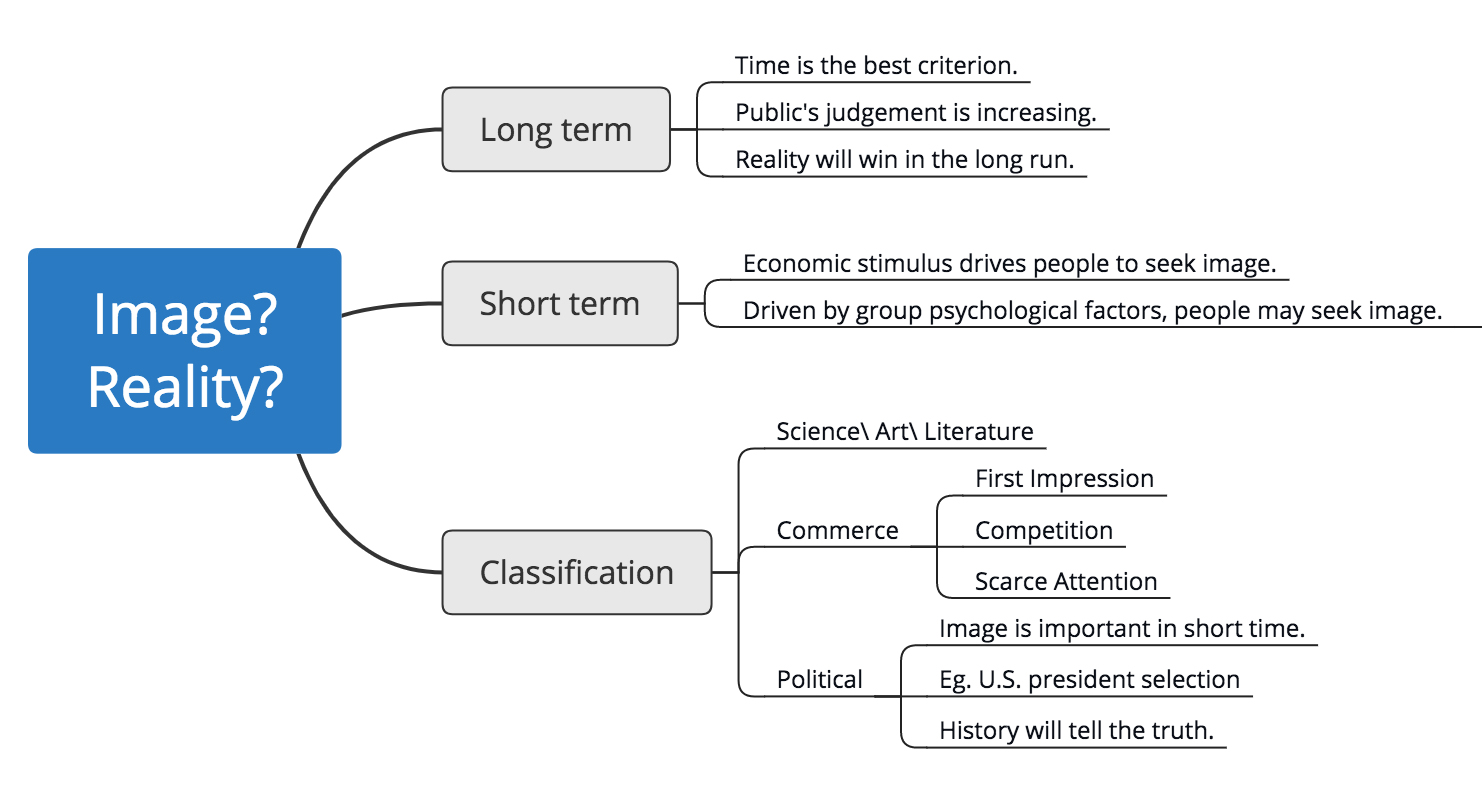 Image?
Reality?
Long term
Time is the best criterion.
Public's judgement is increasing.
Reality will win in the long run.
Short term
Economic stimulus drives people to seek image.
Driven by group psychological factors, people may seek image.
Classification
Science\ Art\ Literature
Commerce
First Impression
Competition
Scarce Attention
Political
Image is important in short time.
Eg. U.S. president selection
History will tell the truth.